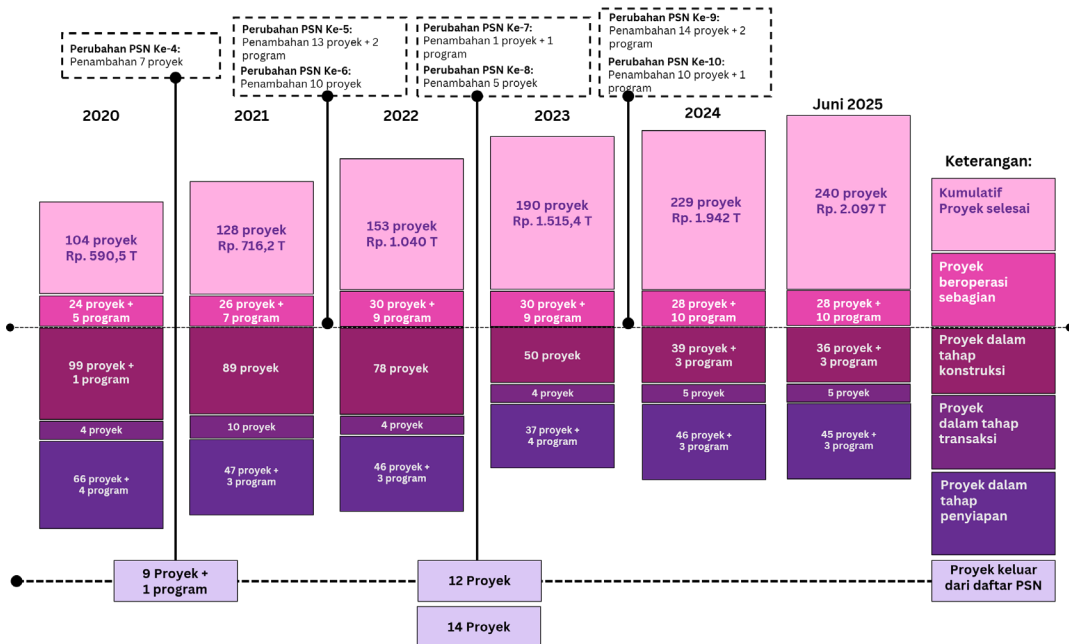 Perubahan PSN Ke-4:
Penambahan 7 proyek
Perubahan PSN Ke-5:
Penambahan 13 proyek + 2
program
Perubahan PSN Ke-6:
Penambahan 10 proyek
Perubahan PSN Ke-7:
Penambahan 1 proyek + 1
program
Perubahan PSN Ke-8:
Penambahan 5 proyek
Perubahan PSN Ke-9:
Penambahan 14 proyek + 2
program
Perubahan PSN Ke-10:
Penambahan 10 proyek + 1
program
2020
2021
2022
2023
2024
Juni 2025
104 proyek
Rp. 590,5 T
24 proyek +
5 program
99 proyek +
1 program
4 proyek
66 proyek +
4 program
128 proyek
Rp. 716,2 T
26 proyek +
7 program
89 proyek
10 proyek
47 proyek +
3 program
153 proyek
Rp. 1.040 T
30 proyek +
9 program
78 proyek
4 proyek
46 proyek +
3 program
190 proyek
Rp. 1.515,4 T
30 proyek +
9 program
50 proyek
4 proyek
37 proyek +
4 program
229 proyek
Rp. 1.942 T
28 proyek +
10 program
39 proyek +
3 program
5 proyek
46 proyek +
3 program
240 proyek
Rp. 2.097 T
28 proyek +
10 program
36 proyek +
3 program
5 proyek
45 proyek +
3 program
Keterangan:
Kumulatif
Proyek selesai
Proyek
beroperasi
sebagian
Proyek dalam
tahap
konstruksi
Proyek
dalam tahap
transaksi
Proyek dalam
tahap
penyiapan
9 Proyek +
1 program
12 Proyek
14 Proyek
Proyek keluar
dari daftar PSN